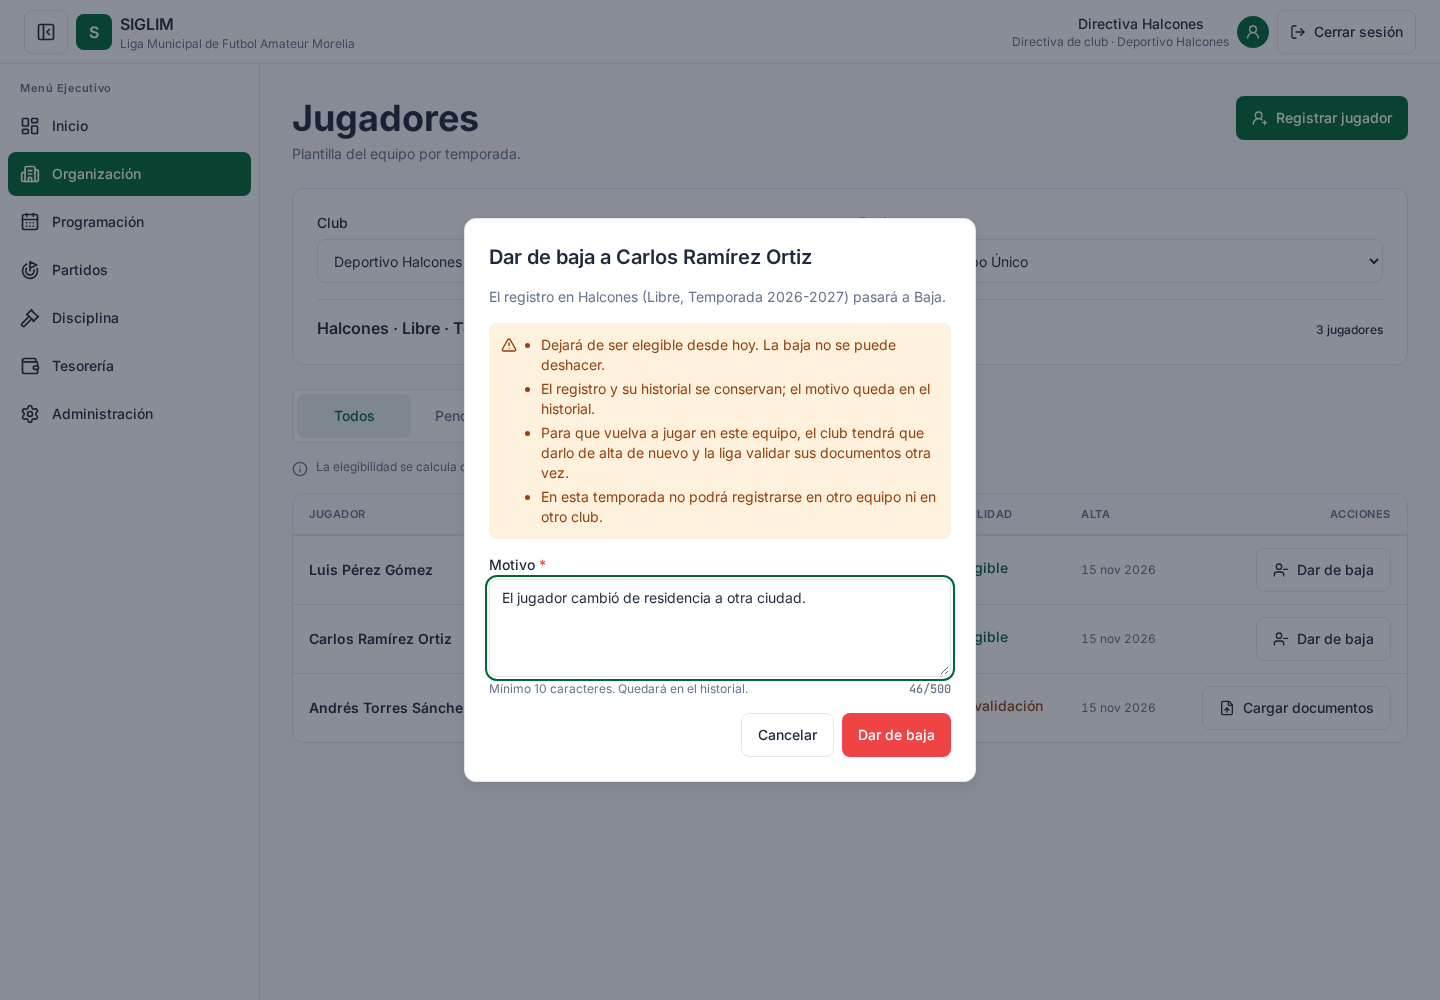 S
SIGLIM
Liga Municipal de Futbol Amateur Morelia
Directiva Halcones
Directiva de club · Deportivo Halcones
Cerrar sesión
Menú Ejecutivo
Inicio
Organización
Programación
Partidos
Disciplina
Tesorería
Administración
Jugadores
Plantilla del equipo por temporada.
Registrar jugador
Club
Deportivo Halcones
Único
Halcones · Libre ·
3 jugadores
Todos
La elegibilidad se calcula
JUGADOR
ALTA
ACCIONES
Luis Pérez Gómez
15 nov 2026
Dar de baja
Carlos Ramírez Ortiz
15 nov 2026
Dar de baja
Andrés Torres
validación
15 nov 2026
Cargar documentos
Dar de baja a Carlos Ramírez Ortiz
El registro en Halcones (Libre, Temporada 2026-2027) pasará a Baja.
• Dejará de ser elegible desde hoy. La baja no se puede
deshacer.
• El registro y su historial se conservan; el motivo queda en el
historial.
• Para que vuelva a jugar en este equipo, el club tendrá que
darlo de alta de nuevo y la liga validar sus documentos otra
vez.
• En esta temporada no podrá registrarse en otro equipo ni en
otro club.
Motivo *
El jugador cambió de residencia a otra ciudad.
Mínimo 10 caracteres. Quedará en el historial.
46/500
Cancelar
Dar de baja